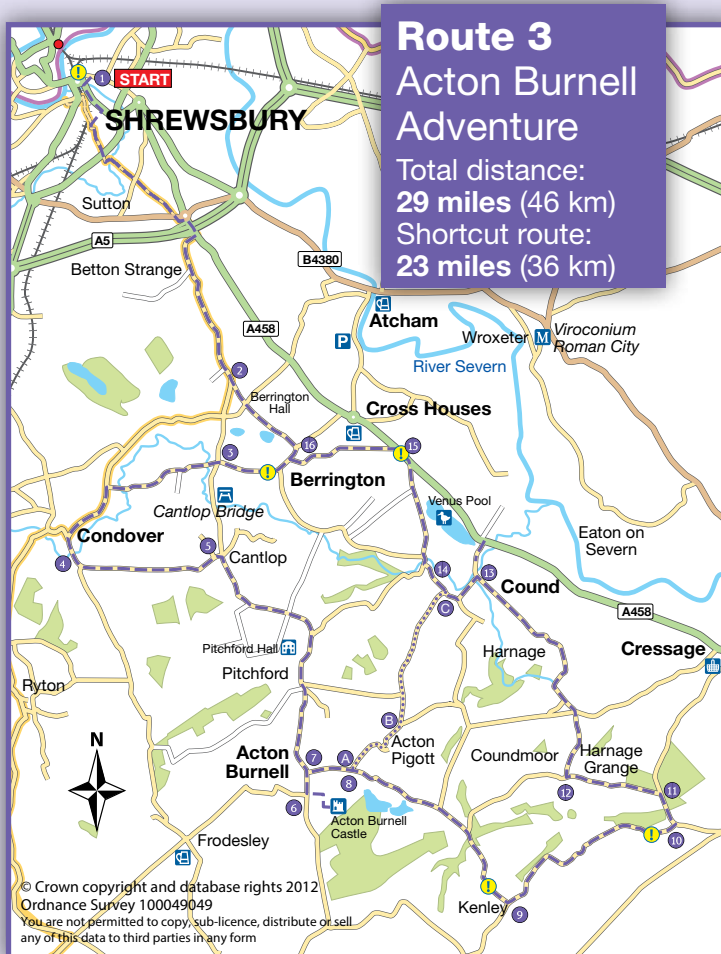 Route 3
Acton Burnell
Adventure
Total distance:
29 miles (46 km)
Shortcut route:
23 miles (36 km)
1
START
SHREWSBURY
Sutton
A5
Betton Strange
B4380
A458
Atcham
P
Wroxeter
M
Viroconium
Roman City
River Severn
2
Berrington
Hall
Cross Houses
16
15
3
!
!
!
Berrington
Cantlop Bridge
Venus Pool
Condover
Eaton on
Severn
4
5
Cantlop
14
13
Cound
C
A458
Pitchford Hall
Harnage
Cressage
Pitchford
Ryton
B
Acton
Pigott
N
Acton
Burnell
7
A
8
Coundmoor
Harnage
Grange
12
11
6
Acton Burnell
Castle
10
!
Frodesley
!
Kenley
9
© Crown copyright and database rights 2012
Ordnance Survey 100049049
You are not permitted to copy, sub-licence, distribute or sell
any of this data to third parties in any form